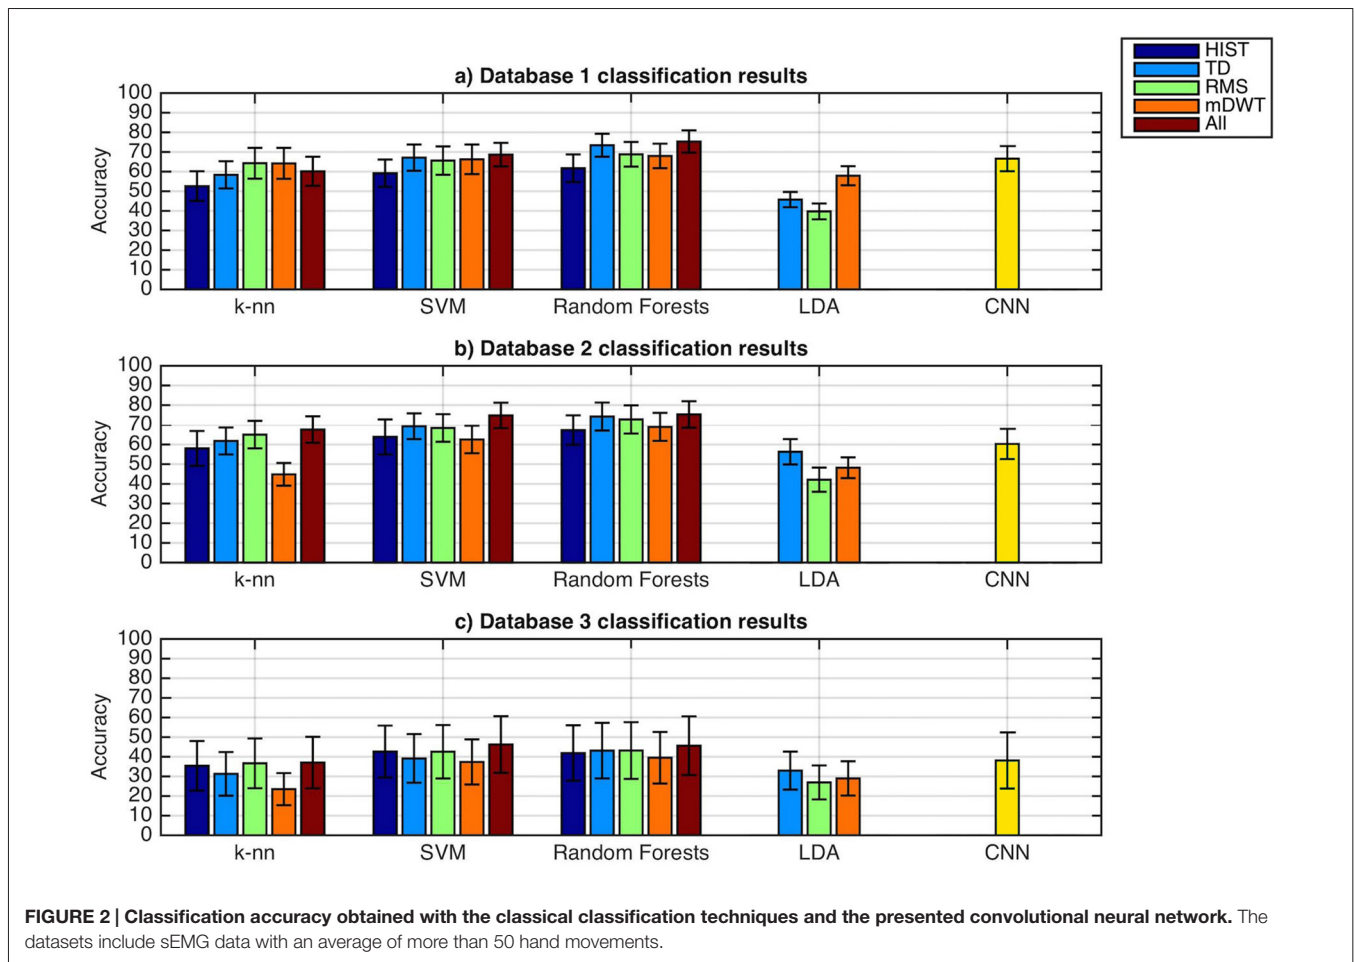 HIST
TD
RMS
mDWT
All
a) Database 1 classification results
Accuracy
100
90
80
70
60
50
40
30
20
10
0
k-nn SVM Random Forests LDA CNN
b) Database 2 classification results
Accuracy
100
90
80
70
60
50
40
30
20
10
0
k-nn SVM Random Forests LDA CNN
c) Database 3 classification results
Accuracy
100
90
80
70
60
50
40
30
20
10
0
k-nn SVM Random Forests LDA CNN
FIGURE 2 | Classification accuracy obtained with the classical classification techniques and the presented convolutional neural network. The
datasets include sEMG data with an average of more than 50 hand movements.